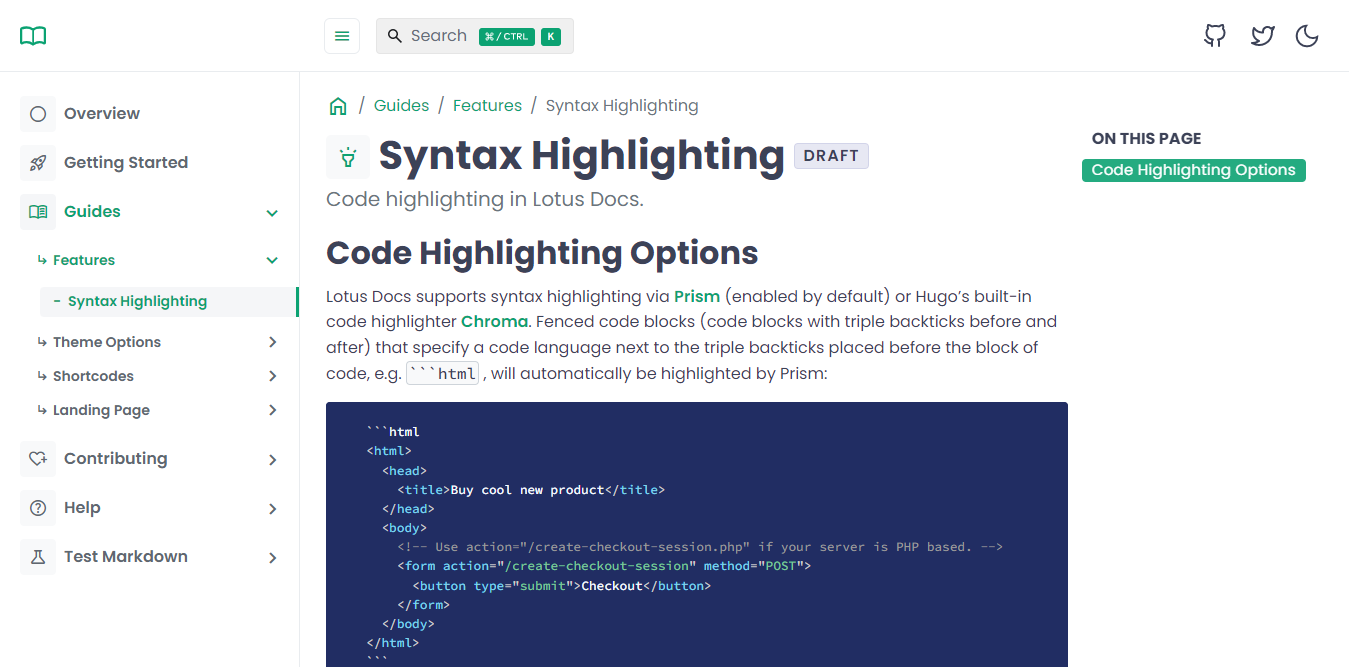 Search ⌘/CTRL K
Overview
Getting Started
Guides
↳ Features
- Syntax Highlighting
↳ Theme Options
↳ Shortcodes
↳ Landing Page
Contributing
Help
Test Markdown
/ Guides / Features / Syntax Highlighting
Syntax Highlighting DRAFT
Code highlighting in Lotus Docs.
Code Highlighting Options
Lotus Docs supports syntax highlighting via Prism (enabled by default) or Hugo’s built-in
code highlighter Chroma. Fenced code blocks (code blocks with triple backticks before and
after) that specify a code language next to the triple backticks placed before the block of
code, e.g. ```html , will automatically be highlighted by Prism:
```html
<html>
  <head>
    <title>Buy cool new product</title>
  </head>
  <body>
    <!-- Use action="/create-checkout-session.php" if your server is PHP based. -->
    <form action="/create-checkout-session" method="POST">
      <button type="submit">Checkout</button>
    </form>
  </body>
</html>
```
ON THIS PAGE
Code Highlighting Options